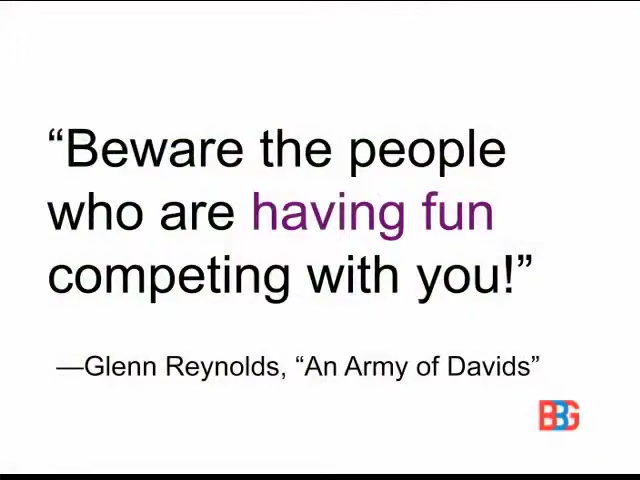 “Beware the people
who are having fun
competing with you!”
—Glenn Reynolds, “An Army of Davids”
BBG